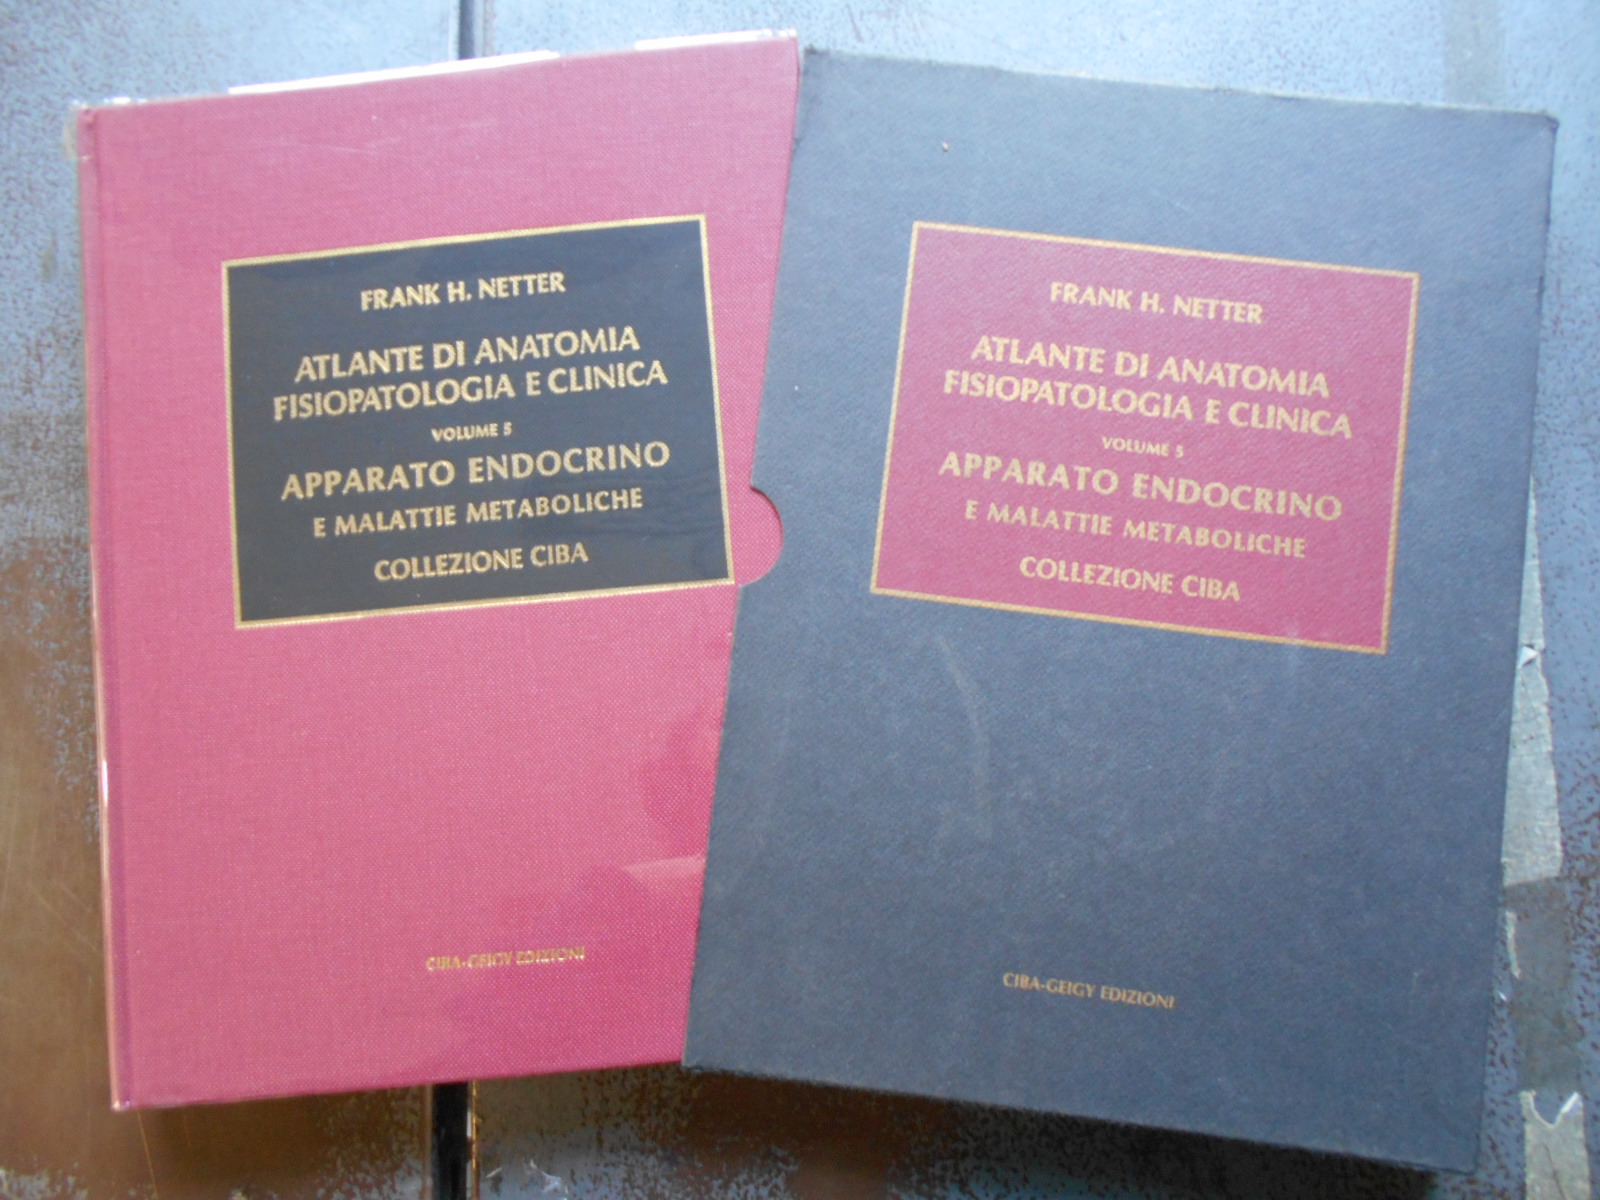 FRANK H. NETTER
ATLANTE DI ANATOMIA
FISIOPATOLOGIA E CLINICA
VOLUME 5
APPARATO ENDOCRINO
E MALATTIE METABOLICHE
COLLEZIONE CIBA
CIBA-GEIGY EDIZIONI
FRANK H. NETTER
ATLANTE DI ANATOMIA
FISIOPATOLOGIA E CLINICA
VOLUME 5
APPARATO ENDOCRINO
E MALATTIE METABOLICHE
COLLEZIONE CIBA
CIBA-GEIGY EDIZIONI